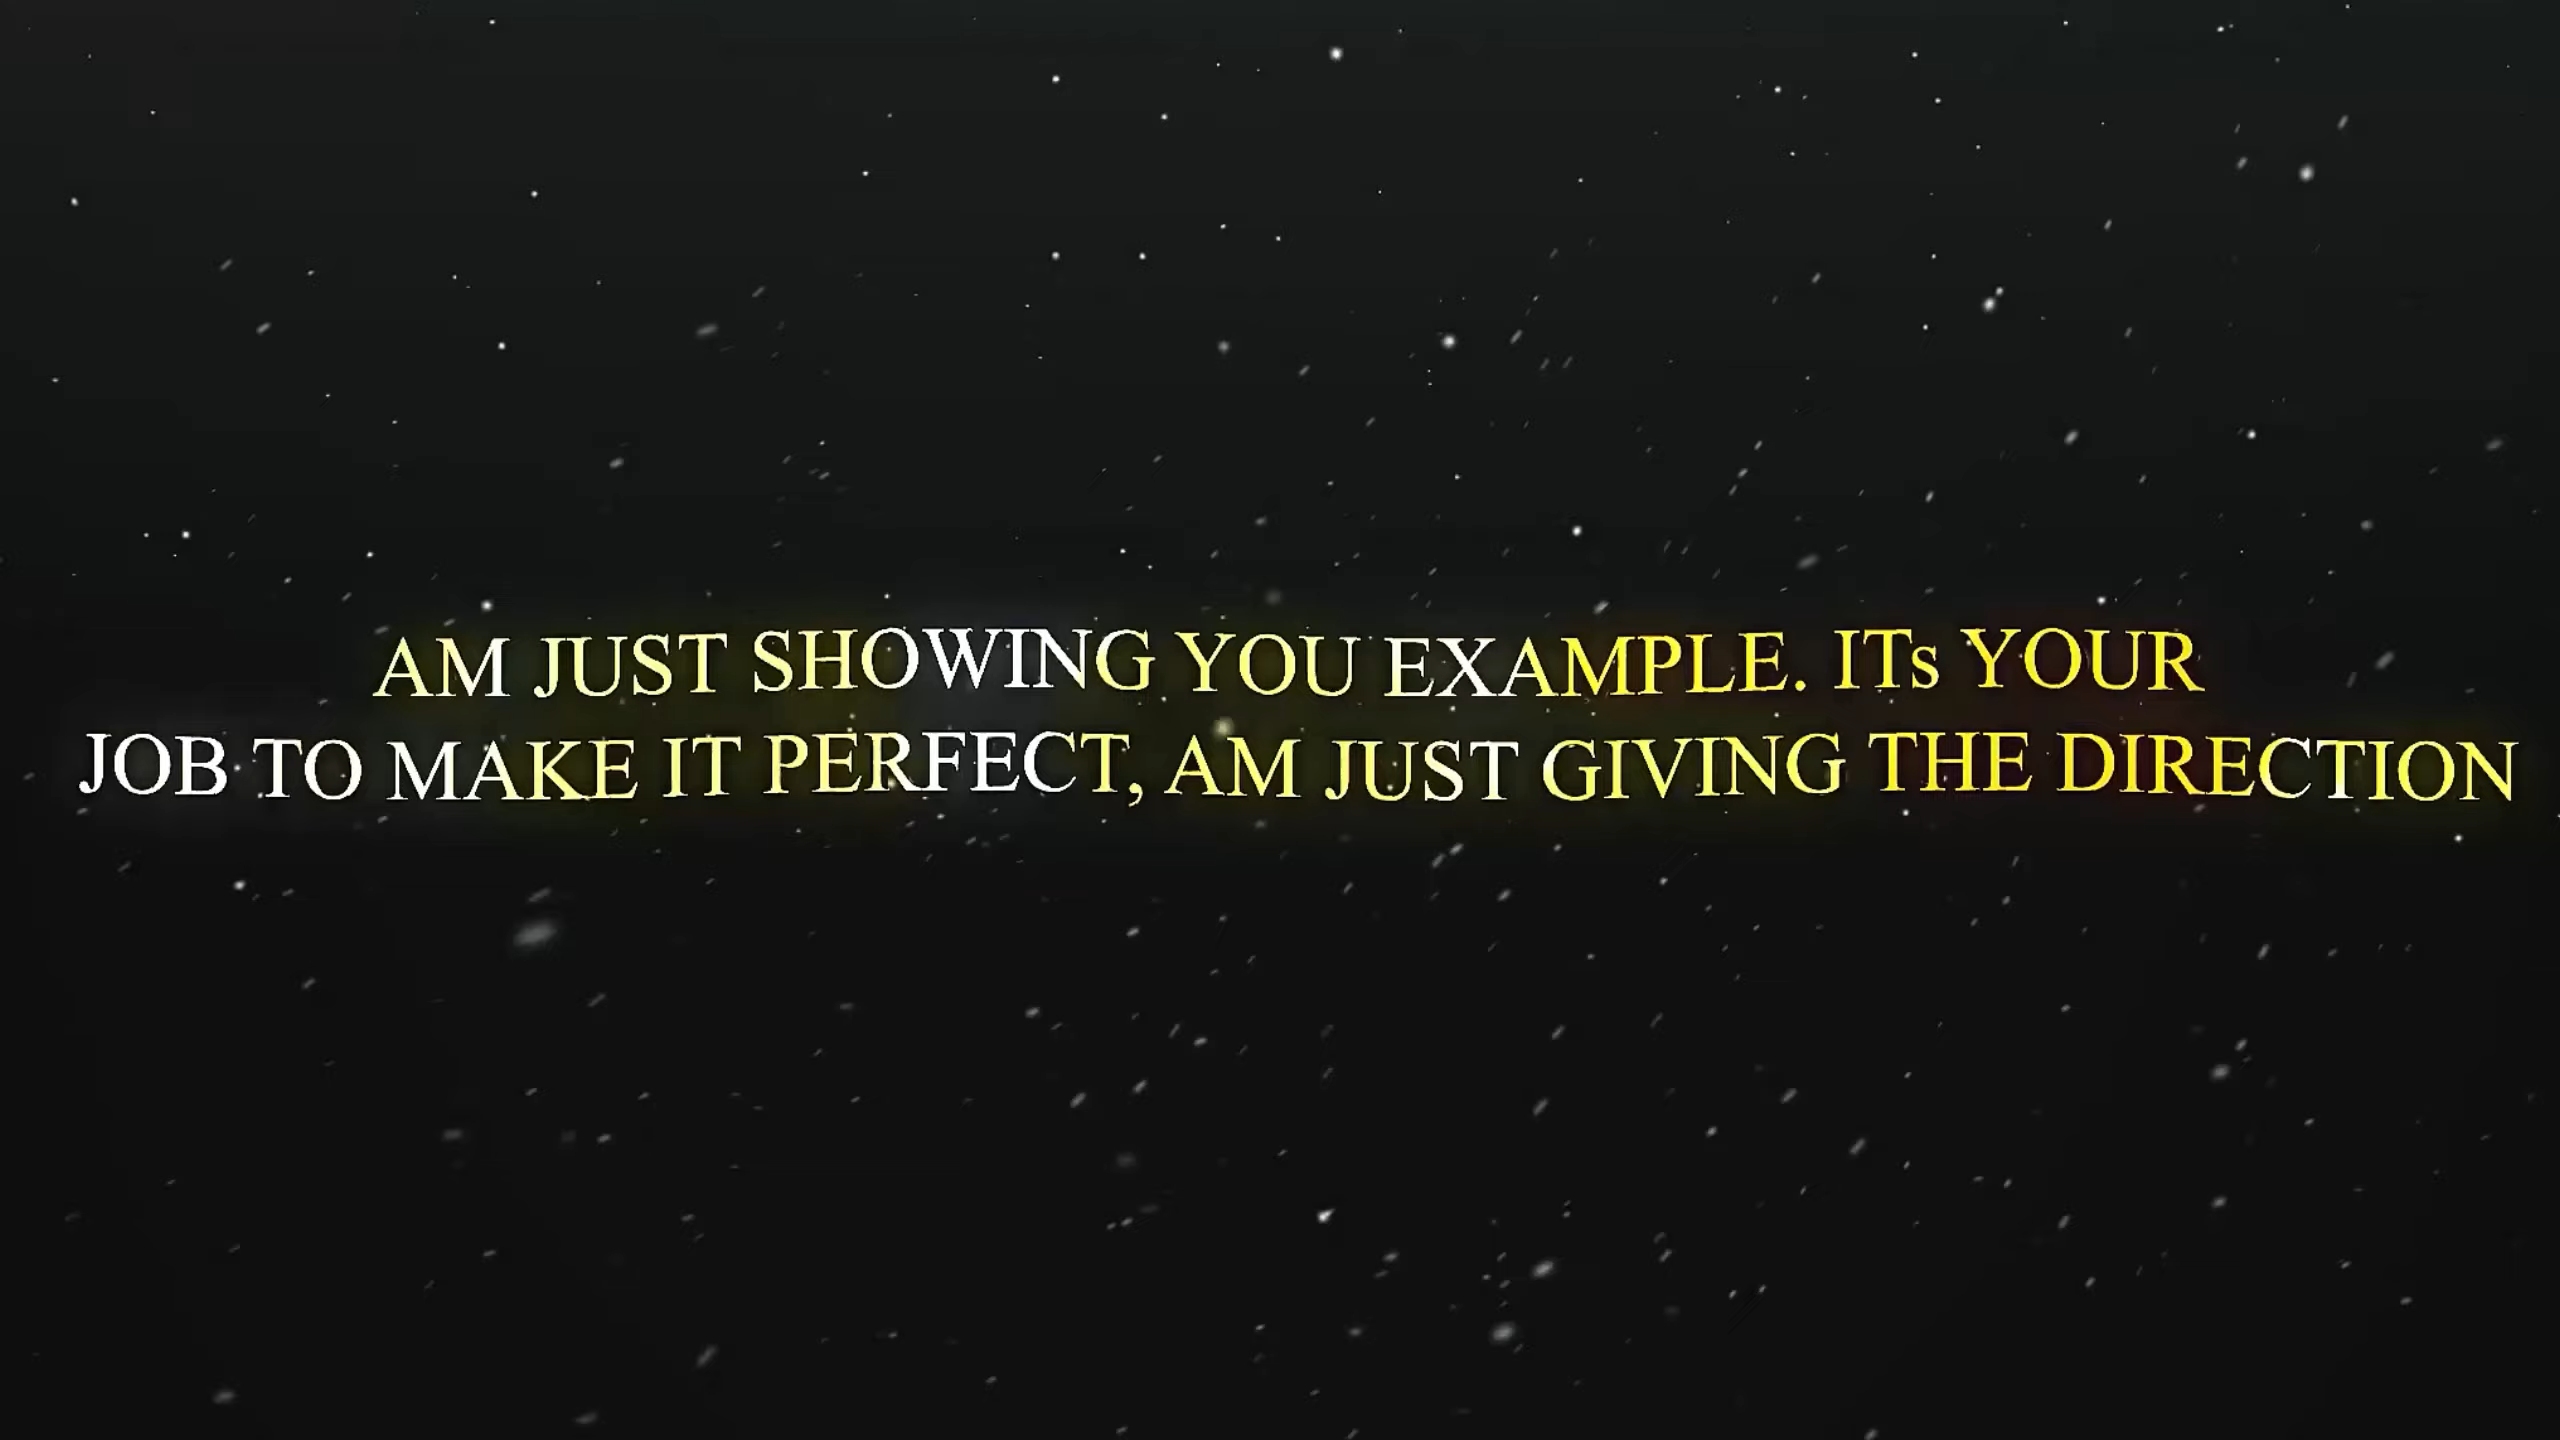 AM JUST SHOWING YOU EXAMPLE. ITs YOUR
JOB TO MAKE IT PERFECT, AM JUST GIVING THE DIRECTION